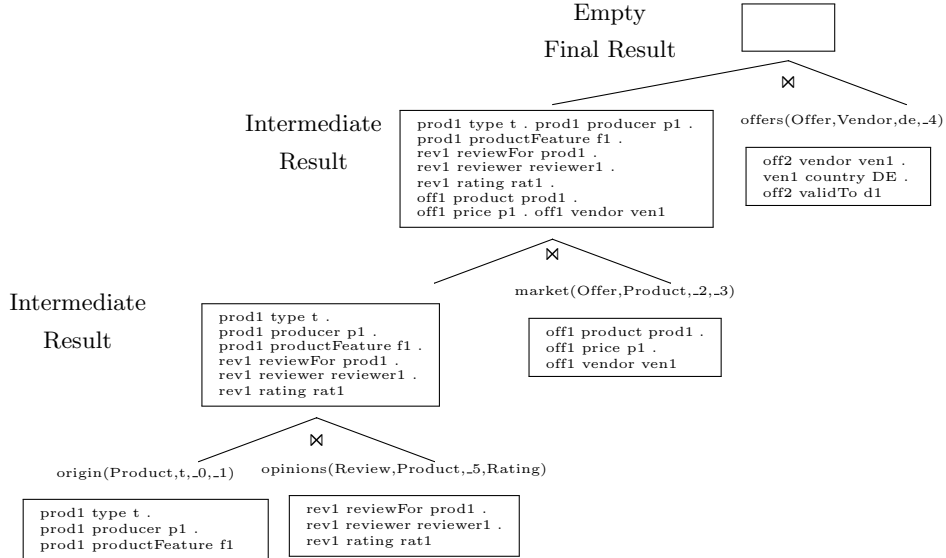 Empty
Final Result
⋈
Intermediate
Result
prod1 type t . prod1 producer p1 .
prod1 productFeature f1 .
rev1 reviewFor prod1 .
rev1 reviewer reviewer1 .
rev1 rating rat1 .
off1 product prod1 .
off1 price p1 . off1 vendor ven1
offers(Offer,Vendor,de,_4)
off2 vendor ven1 .
ven1 country DE .
off2 validTo d1
⋈
Intermediate
Result
prod1 type t .
prod1 producer p1 .
prod1 productFeature f1 .
rev1 reviewFor prod1 .
rev1 reviewer reviewer1 .
rev1 rating rat1
market(Offer,Product,_2,_3)
off1 product prod1 .
off1 price p1 .
off1 vendor ven1
⋈
origin(Product,t,_0,_1)
prod1 type t .
prod1 producer p1 .
prod1 productFeature f1
opinions(Review,Product,_5,Rating)
rev1 reviewFor prod1 .
rev1 reviewer reviewer1 .
rev1 rating rat1